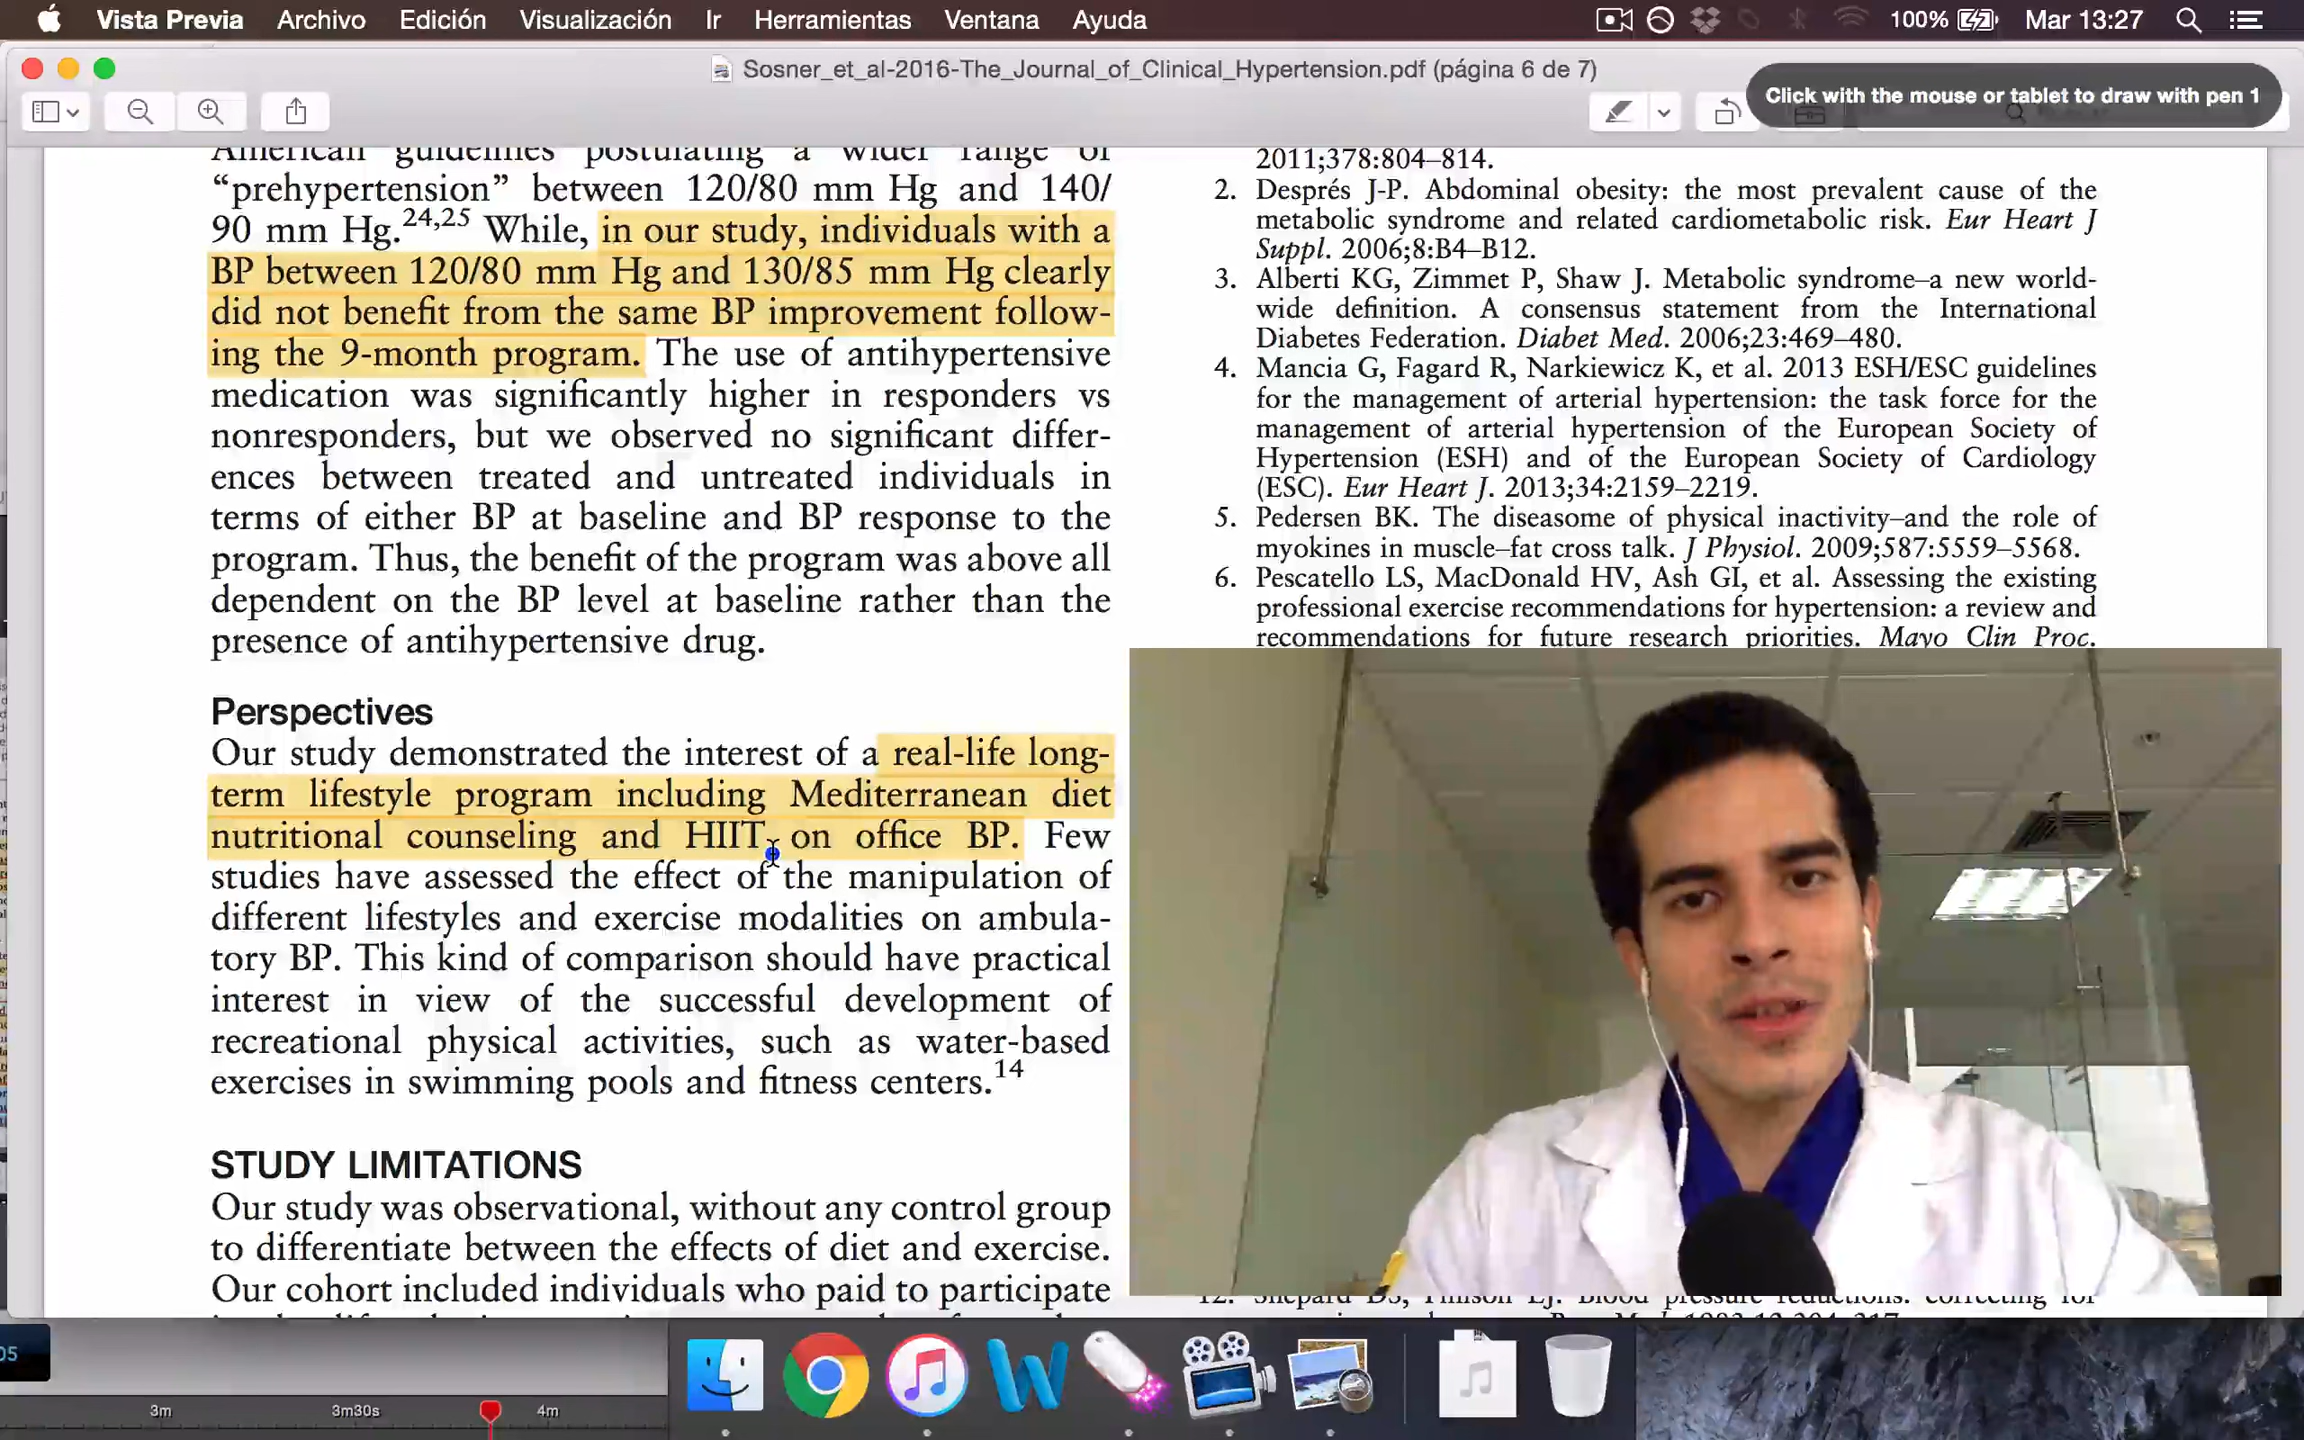 Vista Previa Archivo Edición Visualización Ir Herramientas Ventana Ayuda 100% Mar 13:27
Sosner_et_al-2016-The_Journal_of_Clinical_Hypertension.pdf (página 6 de 7)
Click with the mouse or tablet to draw with pen 1
American guidelines postulating a wider range of
“prehypertension” between 120/80 mm Hg and 140/
90 mm Hg.24,25 While, in our study, individuals with a
BP between 120/80 mm Hg and 130/85 mm Hg clearly
did not benefit from the same BP improvement follow-
ing the 9-month program. The use of antihypertensive
medication was significantly higher in responders vs
nonresponders, but we observed no significant differ-
ences between treated and untreated individuals in
terms of either BP at baseline and BP response to the
program. Thus, the benefit of the program was above all
dependent on the BP level at baseline rather than the
presence of antihypertensive drug.
Perspectives
Our study demonstrated the interest of a real-life long-
term lifestyle program including Mediterranean diet
nutritional counseling and HIIT on office BP. Few
studies have assessed the effect of the manipulation of
different lifestyles and exercise modalities on ambula-
tory BP. This kind of comparison should have practical
interest in view of the successful development of
recreational physical activities, such as water-based
exercises in swimming pools and fitness centers.14
STUDY LIMITATIONS
Our study was observational, without any control group
to differentiate between the effects of diet and exercise.
Our cohort included individuals who paid to participate
2011;378:804–814.
2. Després J-P. Abdominal obesity: the most prevalent cause of the
metabolic syndrome and related cardiometabolic risk. Eur Heart J
Suppl. 2006;8:B4–B12.
3. Alberti KG, Zimmet P, Shaw J. Metabolic syndrome–a new world-
wide definition. A consensus statement from the International
Diabetes Federation. Diabet Med. 2006;23:469–480.
4. Mancia G, Fagard R, Narkiewicz K, et al. 2013 ESH/ESC guidelines
for the management of arterial hypertension: the task force for the
management of arterial hypertension of the European Society of
Hypertension (ESH) and of the European Society of Cardiology
(ESC). Eur Heart J. 2013;34:2159–2219.
5. Pedersen BK. The diseasome of physical inactivity–and the role of
myokines in muscle–fat cross talk. J Physiol. 2009;587:5559–5568.
6. Pescatello LS, MacDonald HV, Ash GI, et al. Assessing the existing
professional exercise recommendations for hypertension: a review and
recommendations for future research priorities. Mayo Clin Proc.
05
3m 3m30s 4m